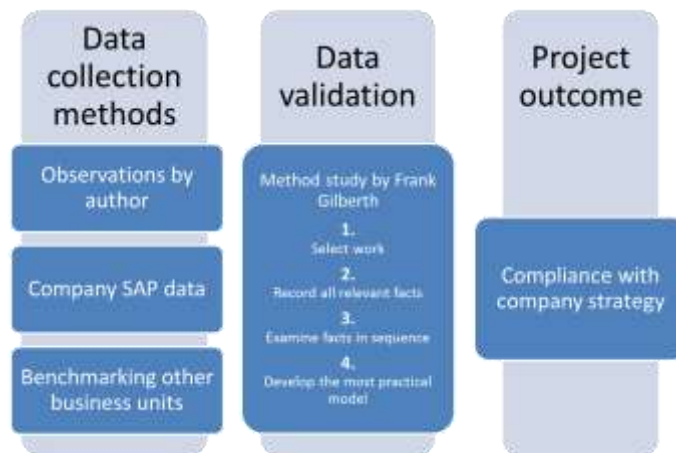 Data
collection
methods
Observations by
author
Company SAP data
Benchmarking other
business units
Data
validation
Method study by Frank
Gilberth
1.
Select work
2.
Record all relevant facts
3.
Examine facts in sequence
4.
Develop the most practical
model
Project
outcome
Compliance with
company strategy